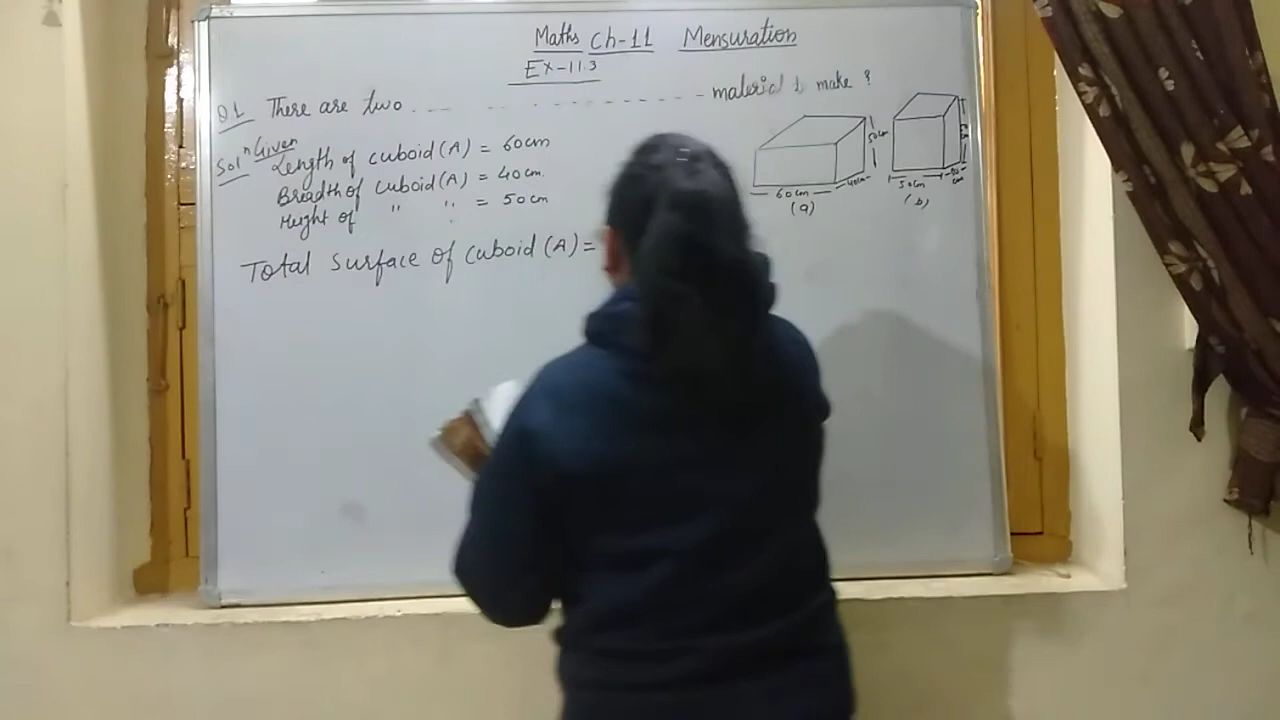 Maths Ch-11 Mensuration
Ex-11.3
Q1 There are two ... - - - - - - - - - - material to make ?
Solⁿ Given
Length of cuboid (A) = 60cm
Breadth of cuboid (A) = 40cm.
Height of " " = 50cm
Total surface of cuboid (A) =
50cm
60cm 40cm
(a)
50cm
50cm
(b)